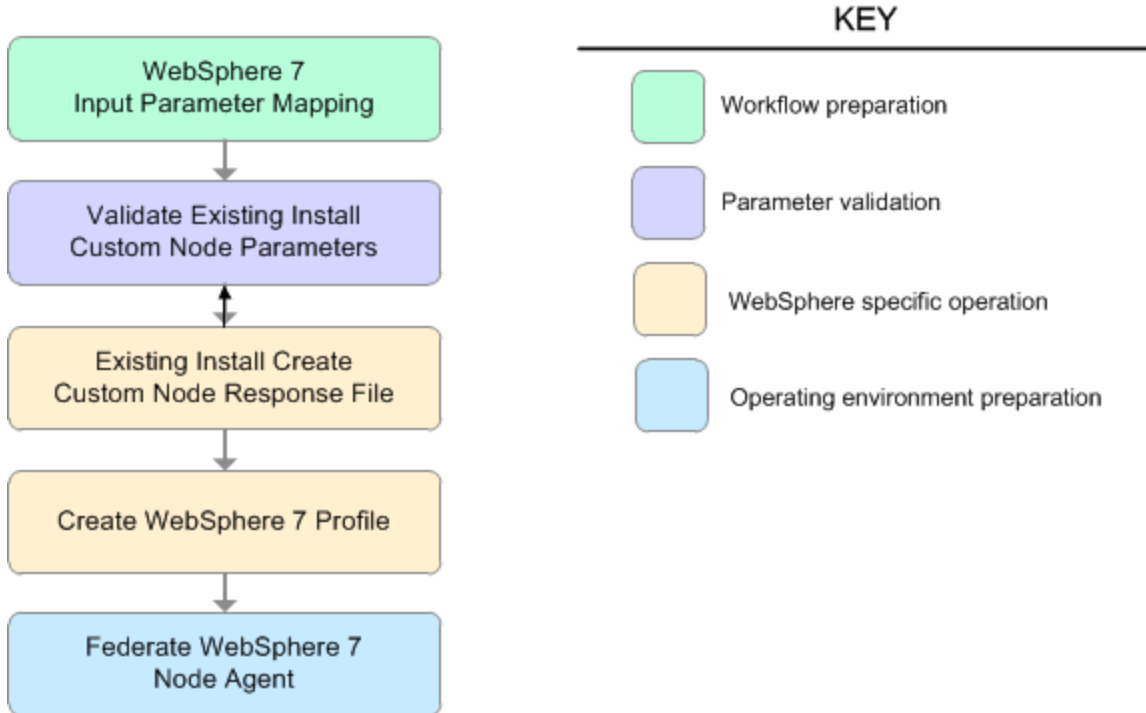 WebSphere 7
Input Parameter Mapping
Validate Existing Install
Custom Node Parameters
Existing Install Create
Custom Node Response File
Create WebSphere 7 Profile
Federate WebSphere 7
Node Agent
KEY
Workflow preparation
Parameter validation
WebSphere specific operation
Operating environment preparation